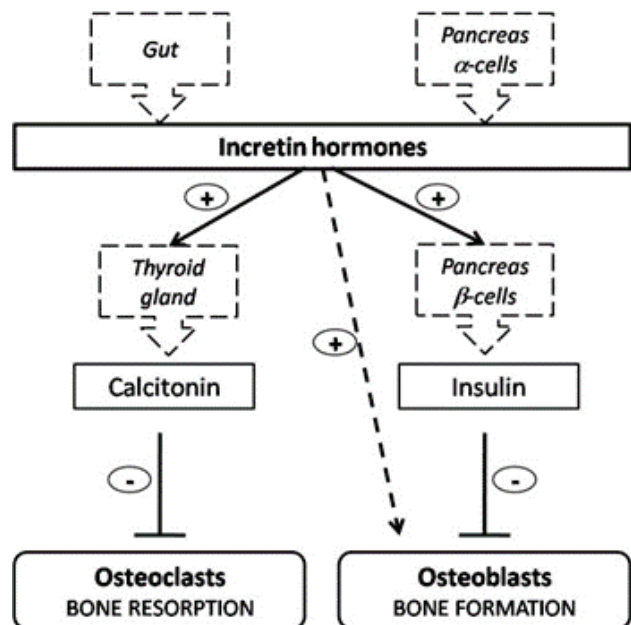 Gut
Pancreas
α-cells
Incretin hormones
+
+
Thyroid
gland
Pancreas
β-cells
+
Calcitonin
Insulin
-
-
Osteoclasts
BONE RESORPTION
Osteoblasts
BONE FORMATION